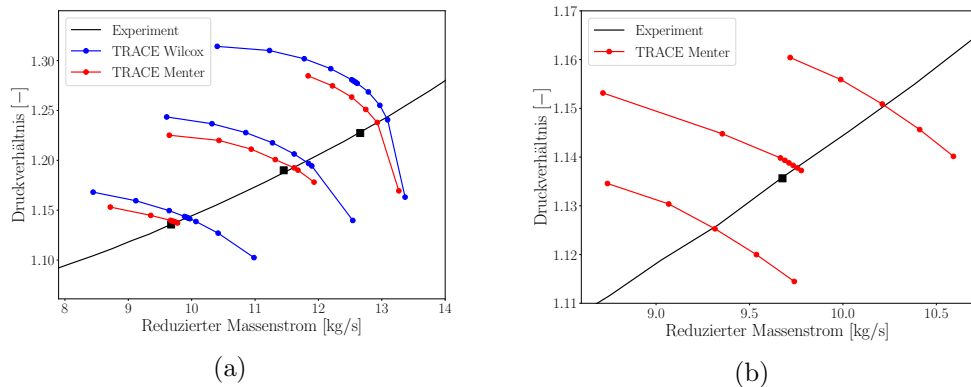 Experiment
TRACE Wilcox
TRACE Menter
Druckverhältnis [−]
1.30
1.25
1.20
1.15
1.10
8
9
10
11
12
13
14
Reduzierter Massenstrom [kg/s]
(a)
Experiment
TRACE Menter
Druckverhältnis [−]
1.17
1.16
1.15
1.14
1.13
1.12
1.11
9.0
9.5
10.0
10.5
Reduzierter Massenstrom [kg/s]
(b)